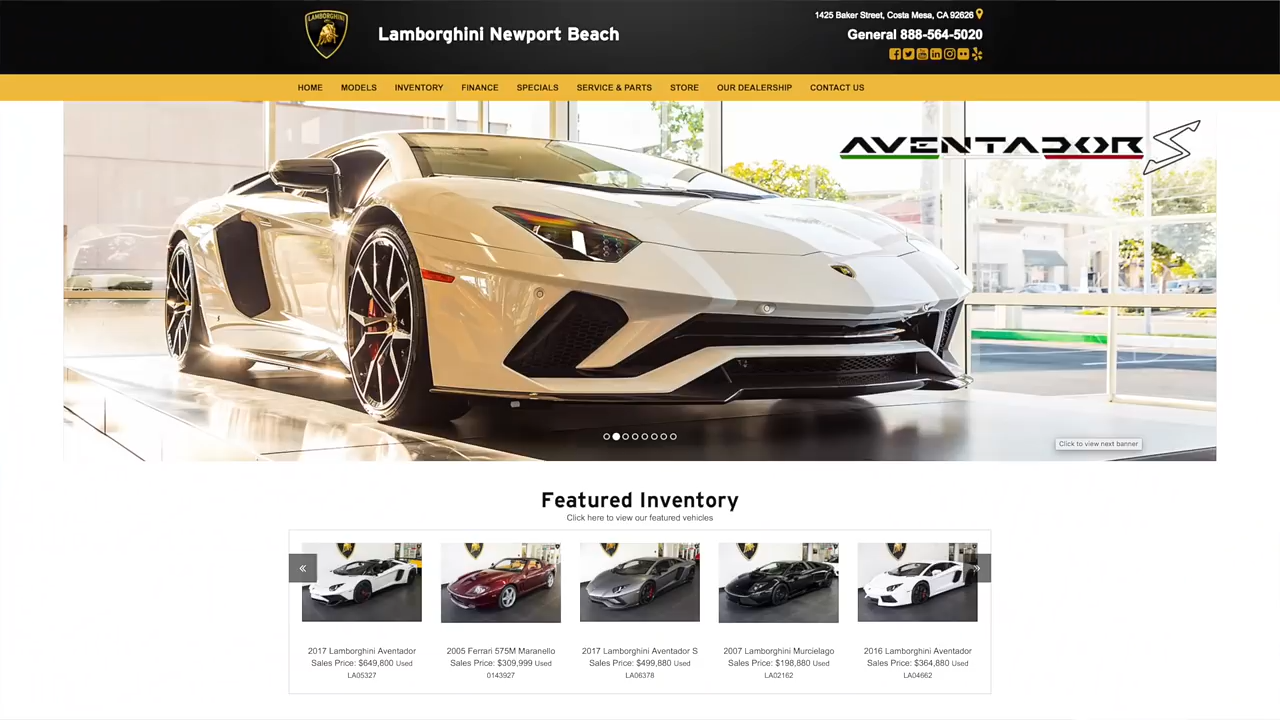 LAMBORGHINI
Lamborghini Newport Beach
1425 Baker Street, Costa Mesa, CA 92626
General 888-564-5020
HOME MODELS INVENTORY FINANCE SPECIALS SERVICE & PARTS STORE OUR DEALERSHIP CONTACT US
AVENTADOR S
Click to view next banner
Featured Inventory
Click here to view our featured vehicles
« »
2017 Lamborghini Aventador
Sales Price: $649,800 Used
LA05327
2005 Ferrari 575M Maranello
Sales Price: $309,999 Used
0143927
2017 Lamborghini Aventador S
Sales Price: $499,880 Used
LA06378
2007 Lamborghini Murcielago
Sales Price: $198,880 Used
LA02162
2016 Lamborghini Aventador
Sales Price: $364,880 Used
LA04662